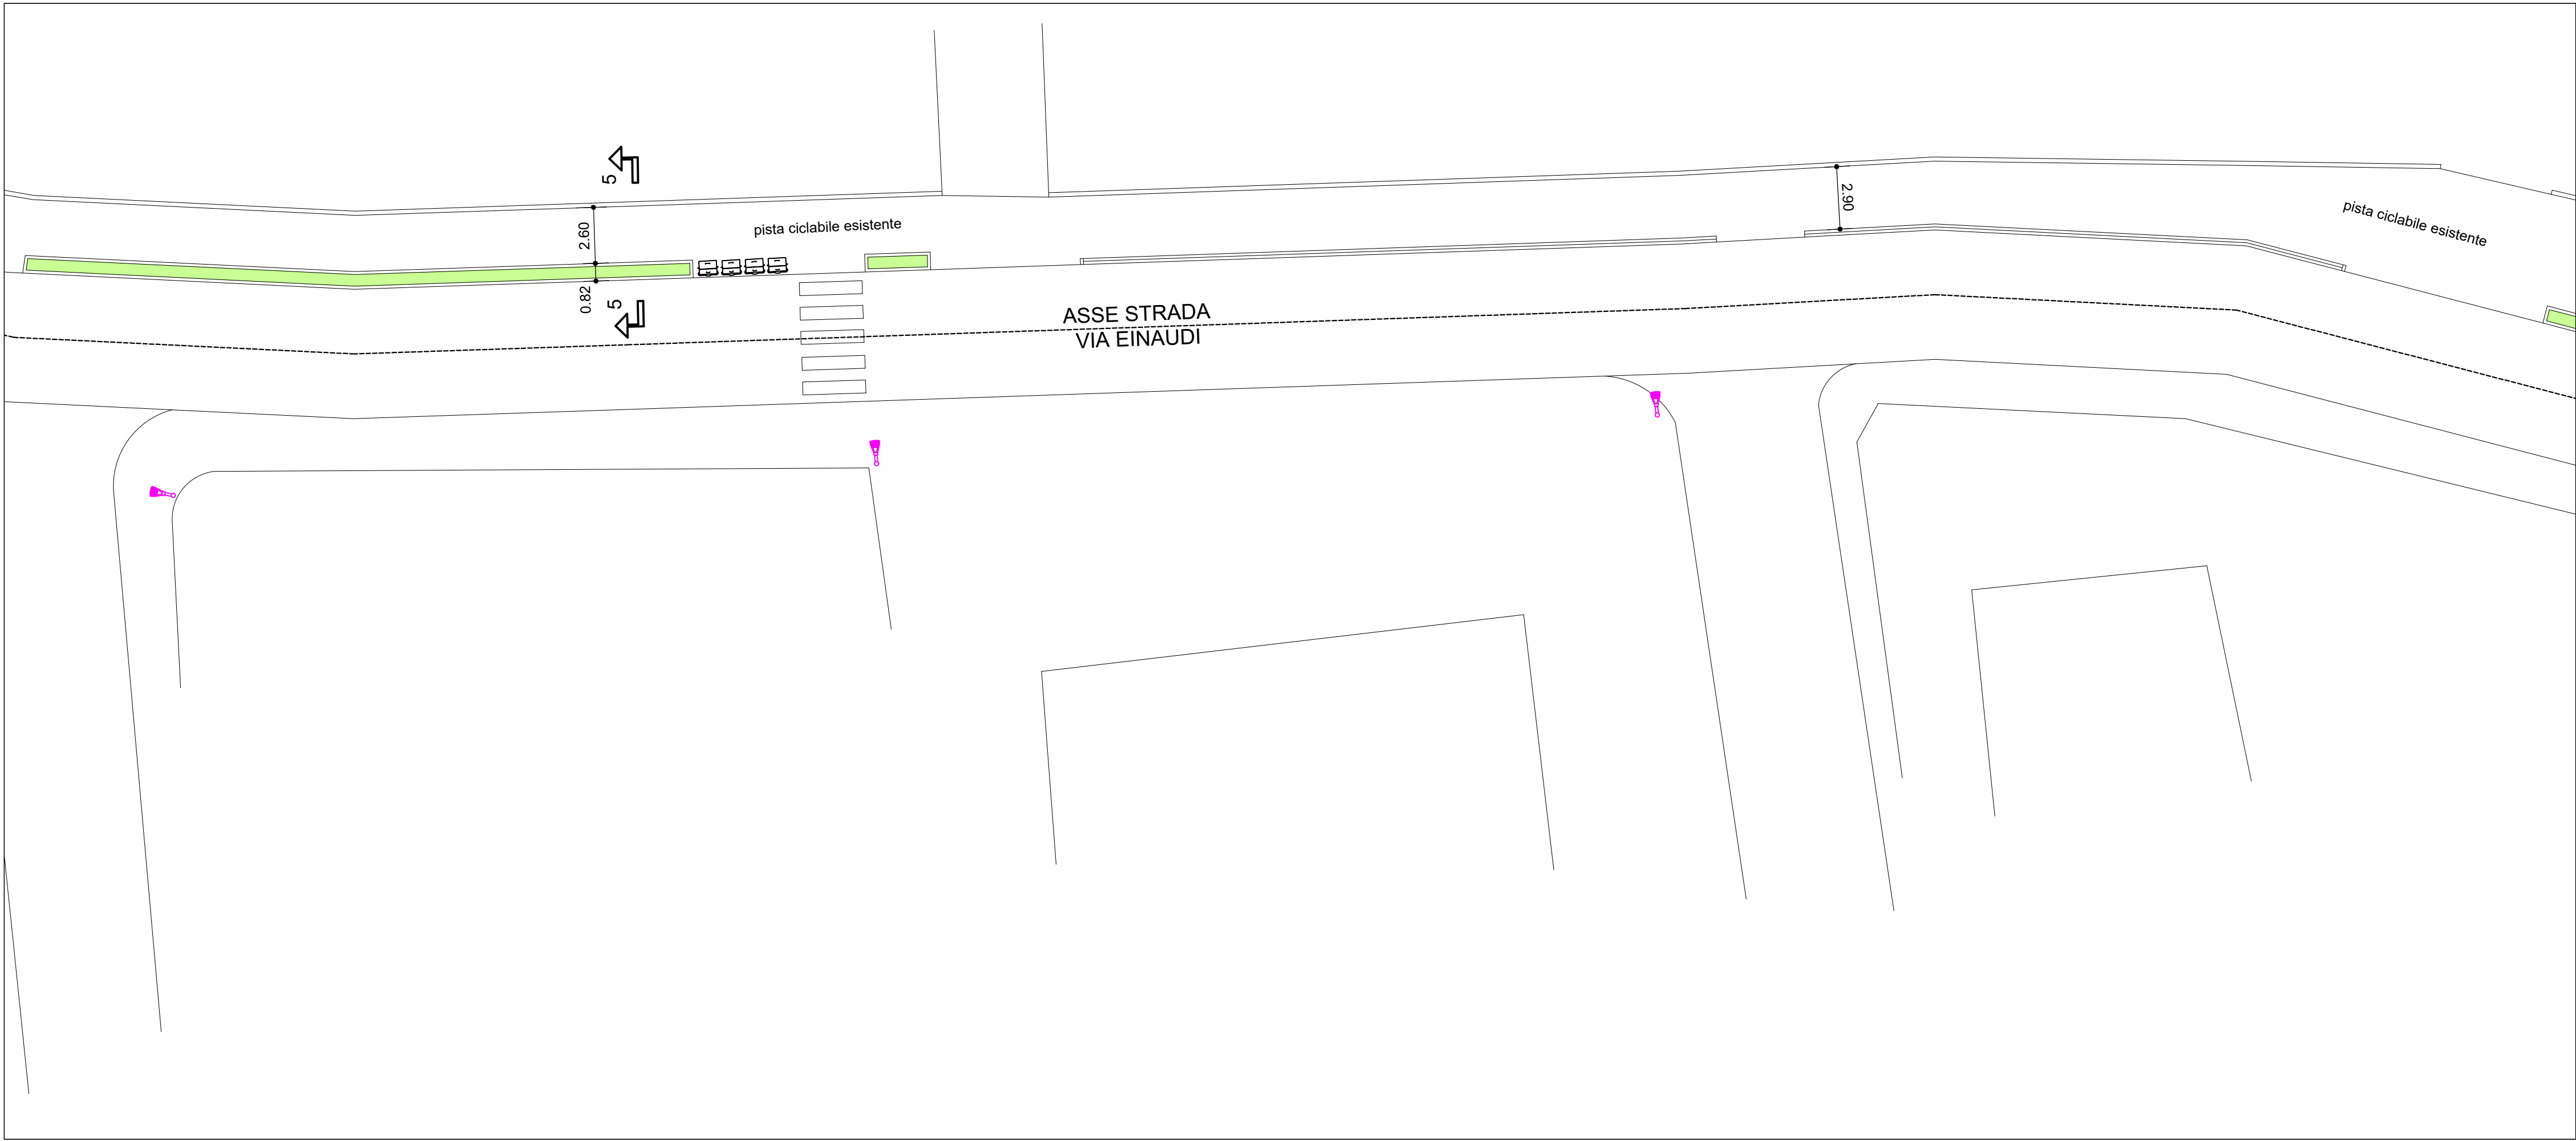 5
2.60
pista ciclabile esistente
2.90
pista ciclabile esistente
0.82
5
ASSE STRADA
VIA EINAUDI